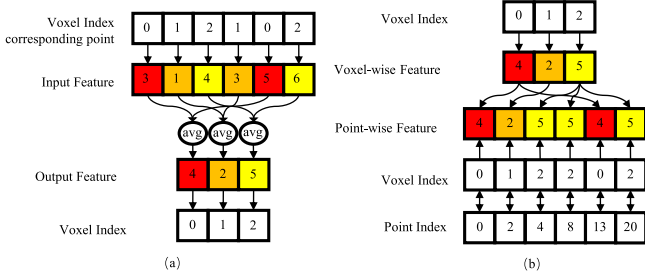 Voxel Index
corresponding point
0 1 2 1 0 2
Input Feature
3 1 4 3 5 6
avg avg avg
Output Feature
4 2 5
Voxel Index
0 1 2
(a)
Voxel Index
0 1 2
Voxel-wise Feature
4 2 5
Point-wise Feature
4 2 5 5 4 5
Voxel Index
0 1 2 2 0 2
Point Index
0 2 4 8 13 20
(b)